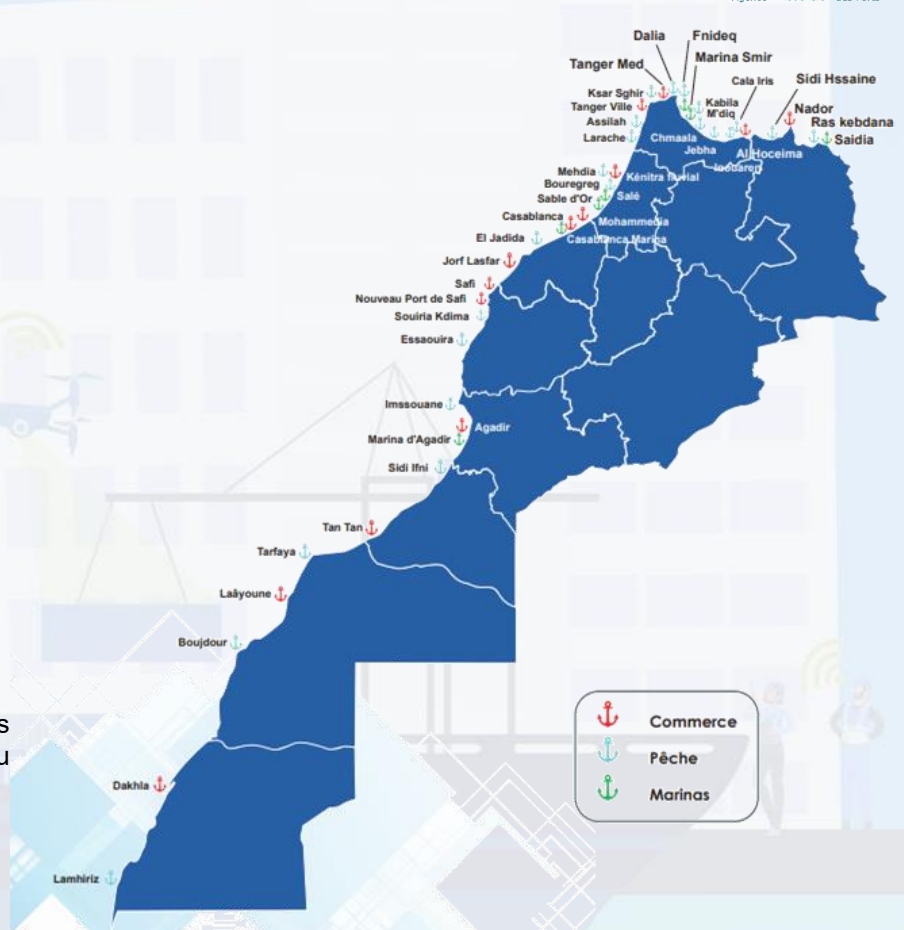 Dalia
Fnideq
Tanger Med
Marina Smir
Cala Iris
Sidi Hssaine
Ksar Sghir
Kabila
Tanger Ville
M'diq
Nador
Assilah
Ras kebdana
Larache
Chmaala
Saidia
Jebha
Al Hoceima
Inouaren
Mehdia
Kénitra fluvial
Bouregreg
Salé
Sable d'Or
Casablanca
Mohammedia
El Jadida
Casablanca Marina
Jorf Lasfar
Safi
Nouveau Port de Safi
Souiria Kdima
Essaouira
Imssouane
Agadir
Marina d'Agadir
Sidi Ifni
Tan Tan
Tarfaya
Laâyoune
Boujdour
s
u
Commerce
Pêche
Marinas
Dakhla
Lamhiriz